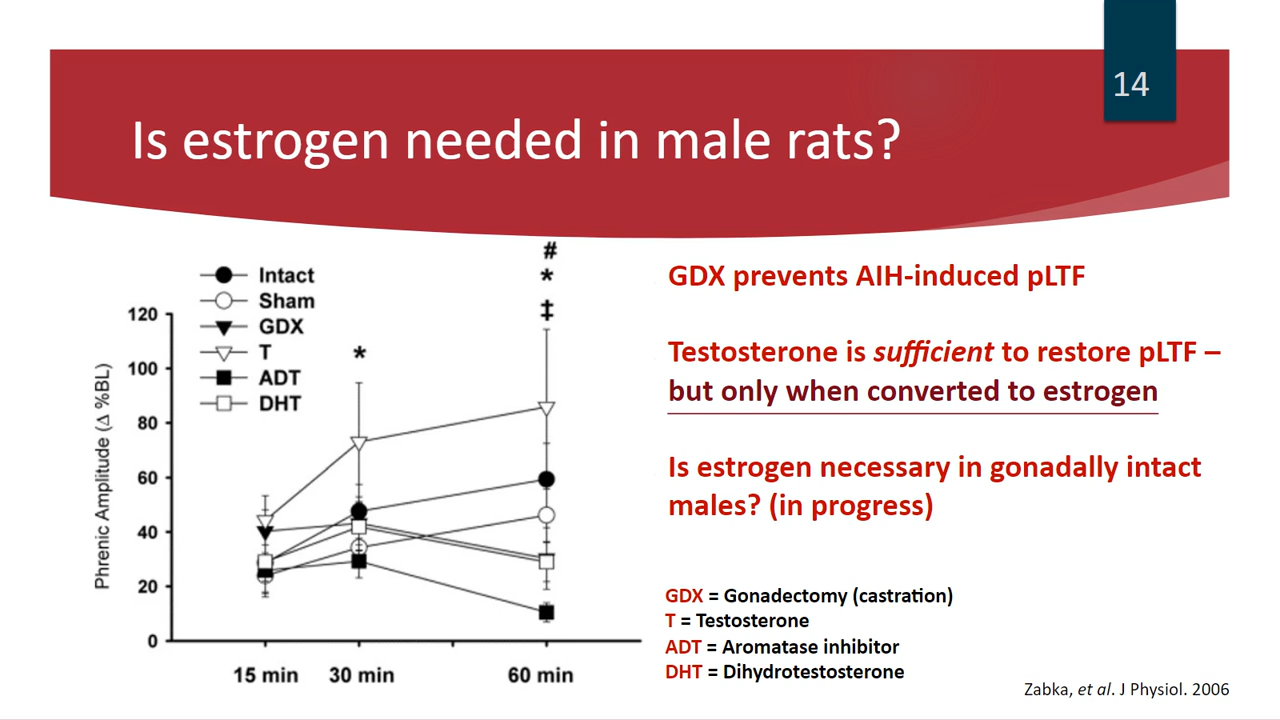 14
Is estrogen needed in male rats?
#
*
‡
*
Intact
Sham
GDX
T
ADT
DHT
120
100
80
60
40
20
0
Phrenic Amplitude (Δ %BL)
15 min 30 min 60 min
GDX prevents AIH-induced pLTF
Testosterone is sufficient to restore pLTF –
but only when converted to estrogen
Is estrogen necessary in gonadally intact
males? (in progress)
GDX = Gonadectomy (castration)
T = Testosterone
ADT = Aromatase inhibitor
DHT = Dihydrotestosterone
Zabka, et al. J Physiol. 2006